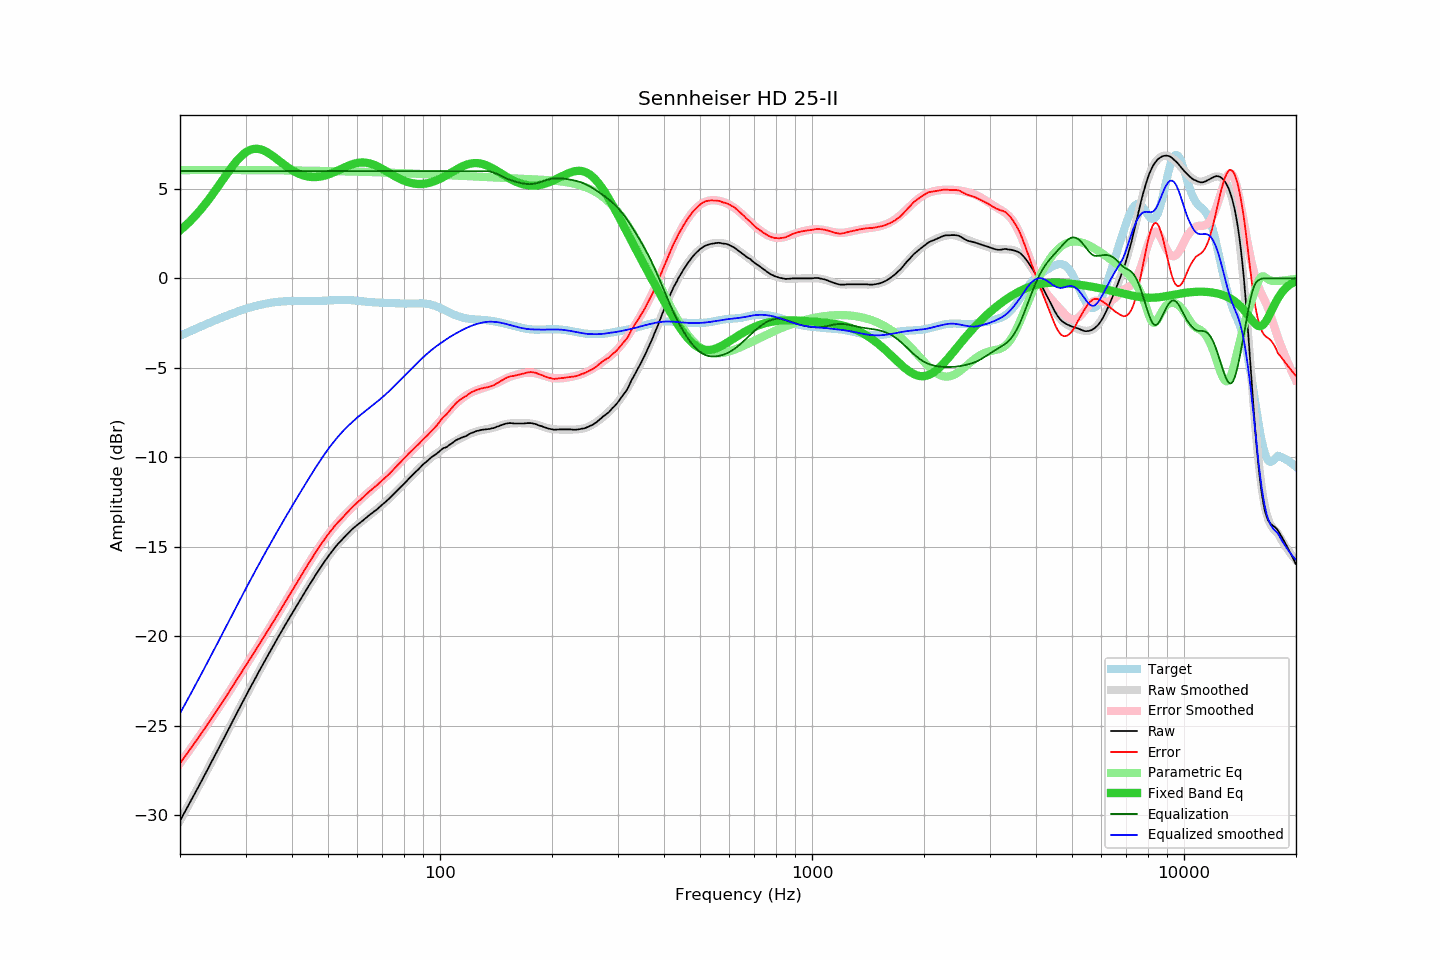 Sennheiser HD 25-II
5
0
−5
−10
−15
−20
−25
−30
Amplitude (dBr)
100
1000
10000
Frequency (Hz)
Target
Raw Smoothed
Error Smoothed
Raw
Error
Parametric Eq
Fixed Band Eq
Equalization
Equalized smoothed